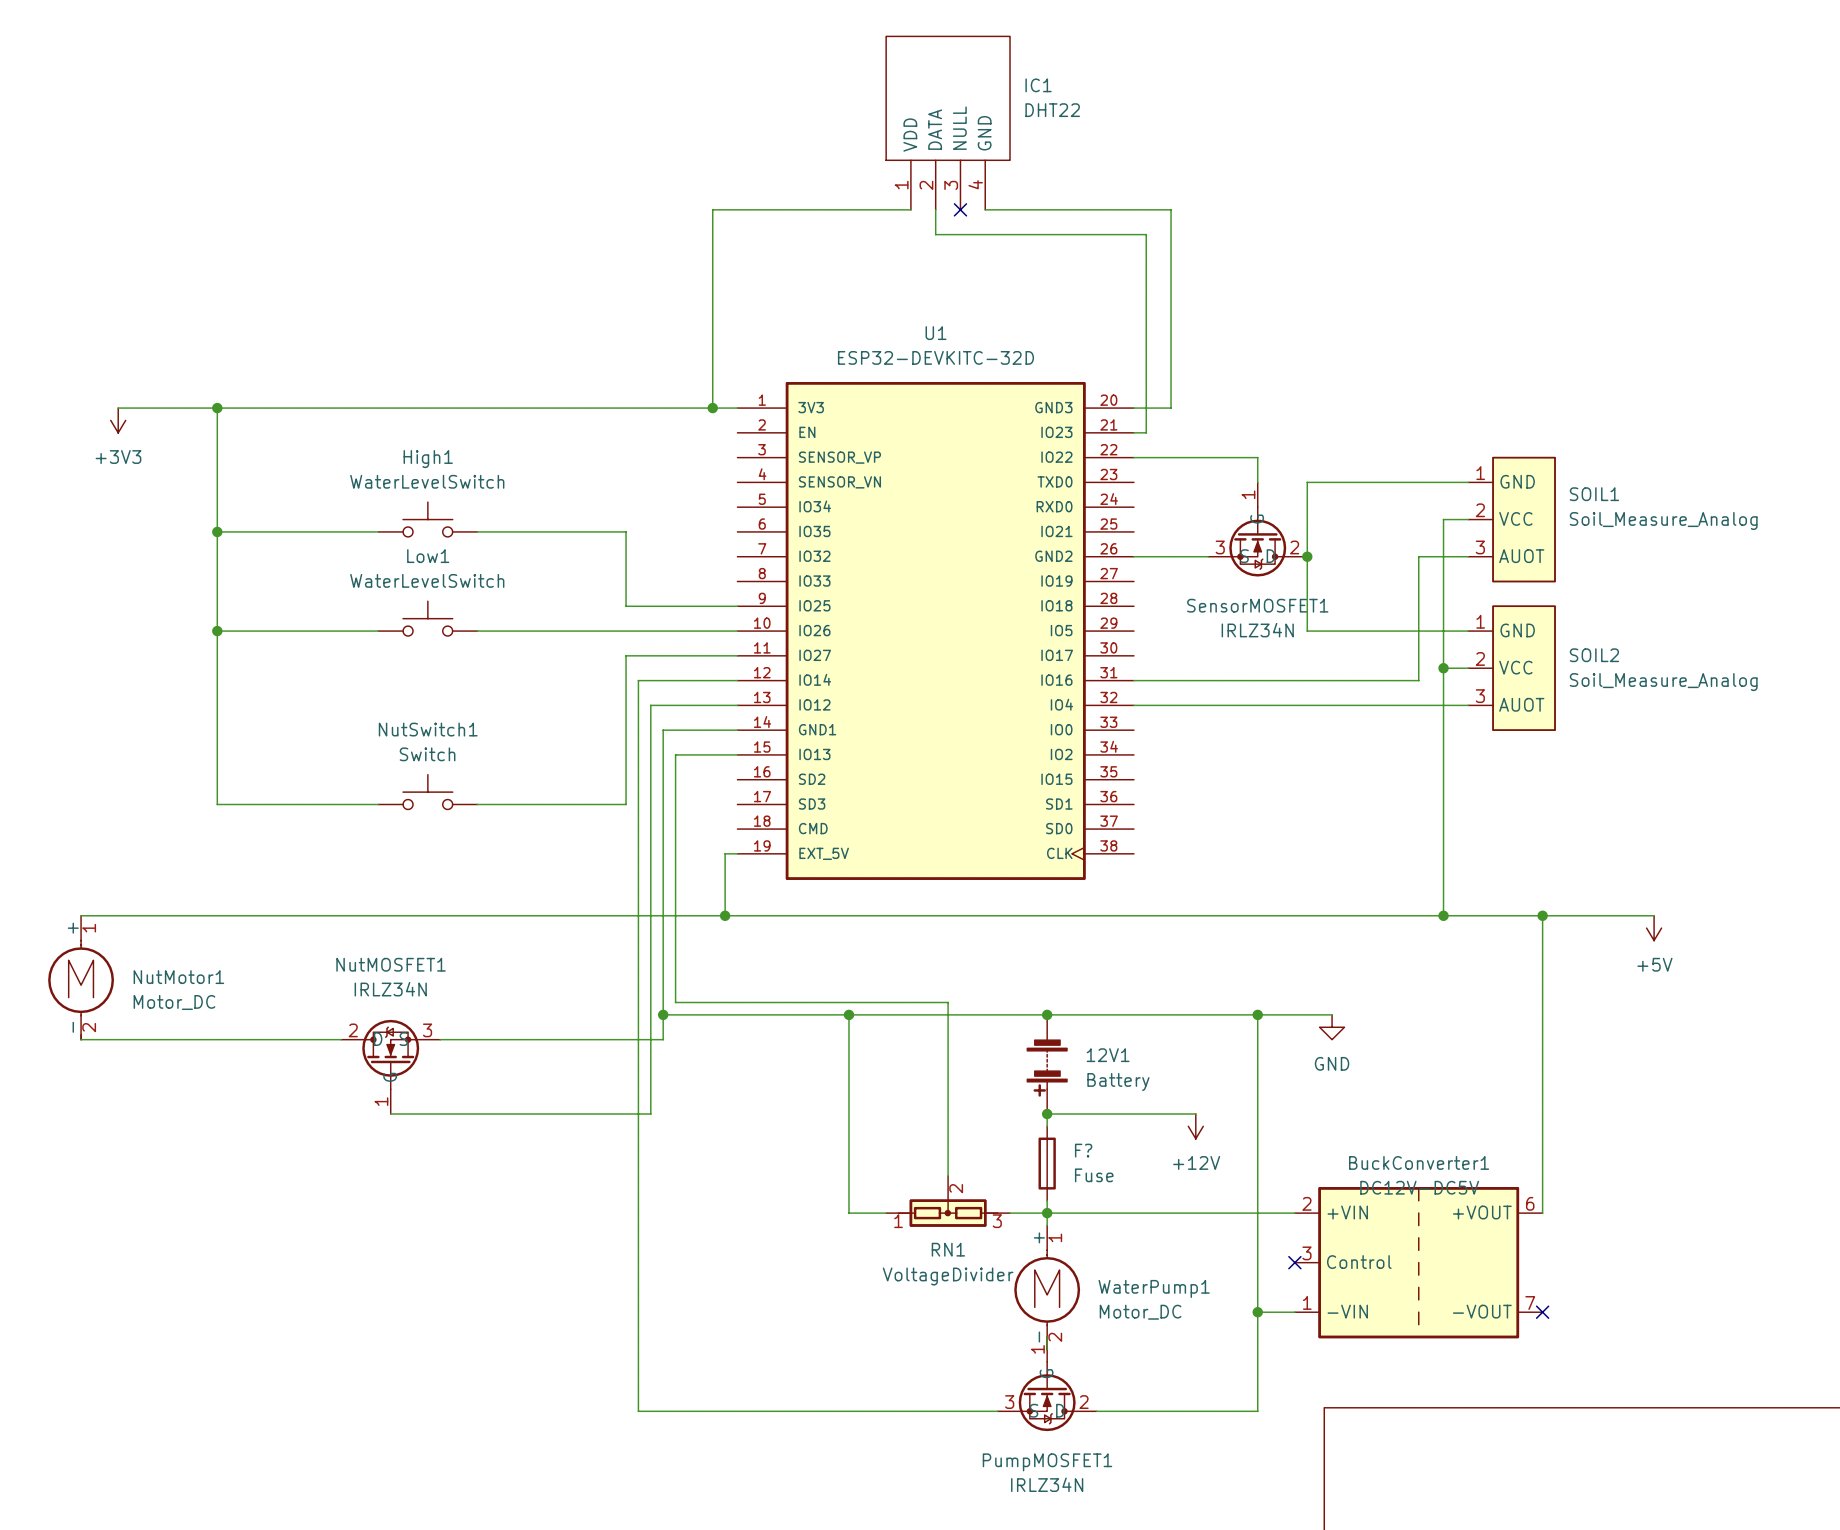 IC1
DHT22
VDD
DATA
NULL
GND
1
2
3
4
U1
ESP32-DEVKITC-32D
1 3V3
2 EN
3 SENSOR_VP
4 SENSOR_VN
5 IO34
6 IO35
7 IO32
8 IO33
9 IO25
10 IO26
11 IO27
12 IO14
13 IO12
14 GND1
15 IO13
16 SD2
17 SD3
18 CMD
19 EXT_5V
GND3 20
IO23 21
IO22 22
TXD0 23
RXD0 24
IO21 25
GND2 26
IO19 27
IO18 28
IO5 29
IO17 30
IO16 31
IO4 32
IO0 33
IO2 34
IO15 35
SD1 36
SD0 37
CLK 38
+3V3
High1
WaterLevelSwitch
Low1
WaterLevelSwitch
NutSwitch1
Switch
1
G
3 S D 2
SensorMOSFET1
IRLZ34N
1 GND
2 VCC
3 AUOT
SOIL1
Soil_Measure_Analog
1 GND
2 VCC
3 AUOT
SOIL2
Soil_Measure_Analog
+5V
+ 1
M
NutMotor1
Motor_DC
- 2
NutMOSFET1
IRLZ34N
2 D S 3
G
1
GND
12V1
Battery
+
+12V
F?
Fuse
2
1 3
RN1
VoltageDivider
+ 1
M
WaterPump1
Motor_DC
- 2
1
G
3 S D 2
PumpMOSFET1
IRLZ34N
BuckConverter1
DC12V-DC5V
2 +VIN
3 Control
1 -VIN
+VOUT 6
-VOUT 7